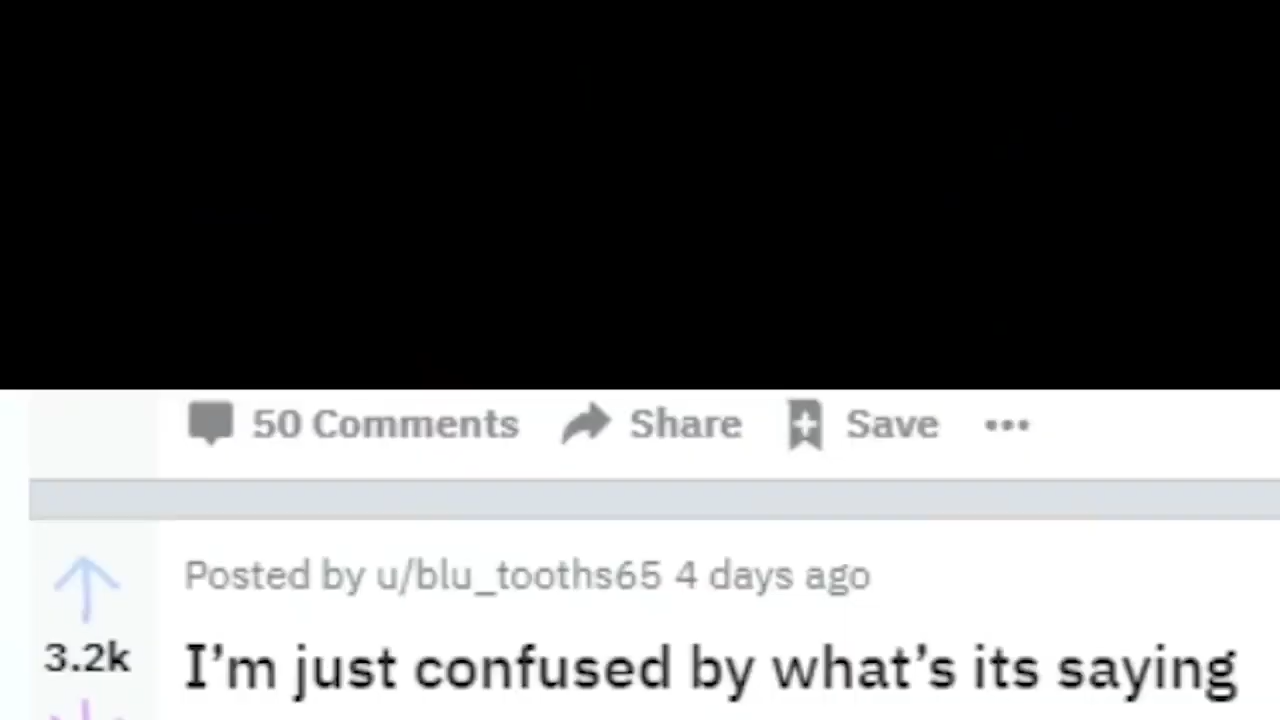 50 Comments Share Save
Posted by u/blu_tooths65 4 days ago
3.2k
I’m just confused by what’s its saying